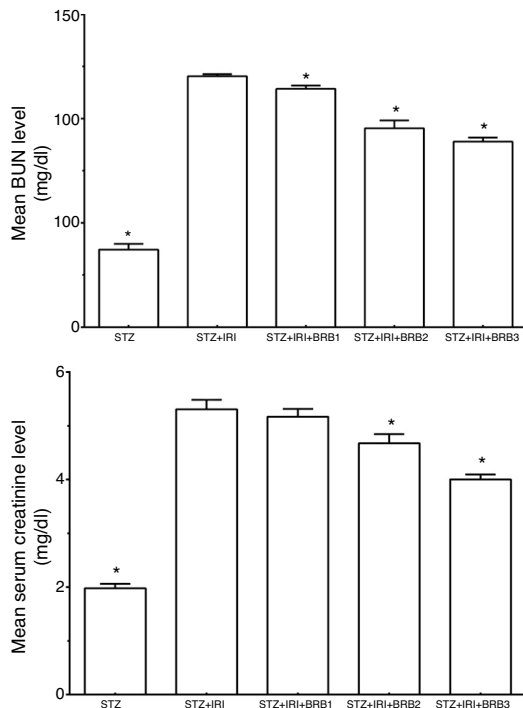 150
100
100
0
Mean BUN level
(mg/dl)
*
*
*
*
STZ
STZ+IRI
STZ+IRI+BRB1
STZ+IRI+BRB2
STZ+IRI+BRB3
6
4
2
0
Mean serum creatinine level
(mg/dl)
*
*
*
STZ
STZ+IRI
STZ+IRI+BRB1
STZ+IRI+BRB2
STZ+IRI+BRB3